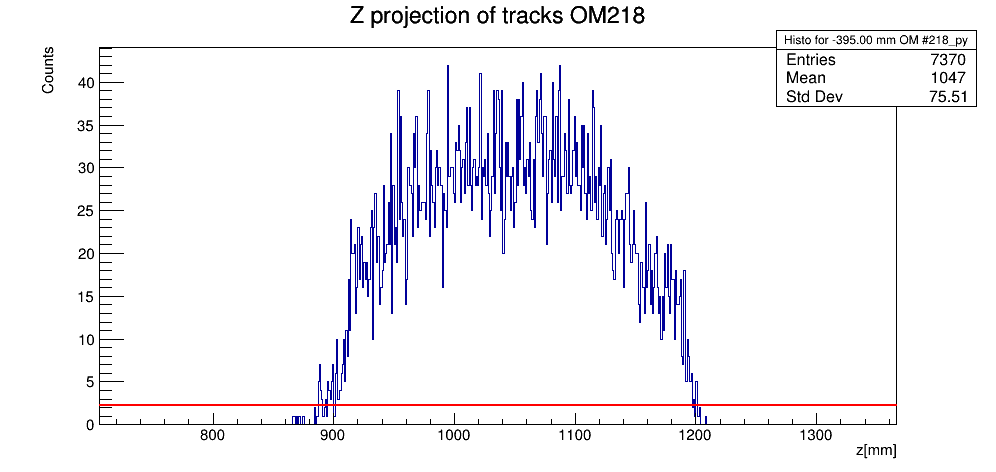 Z projection of tracks OM218
Histo for -395.00 mm OM #218_py
Entries 7370
Mean 1047
Std Dev 75.51
Counts
40
35
30
25
20
15
10
5
0
800 900 1000 1100 1200 1300
z[mm]